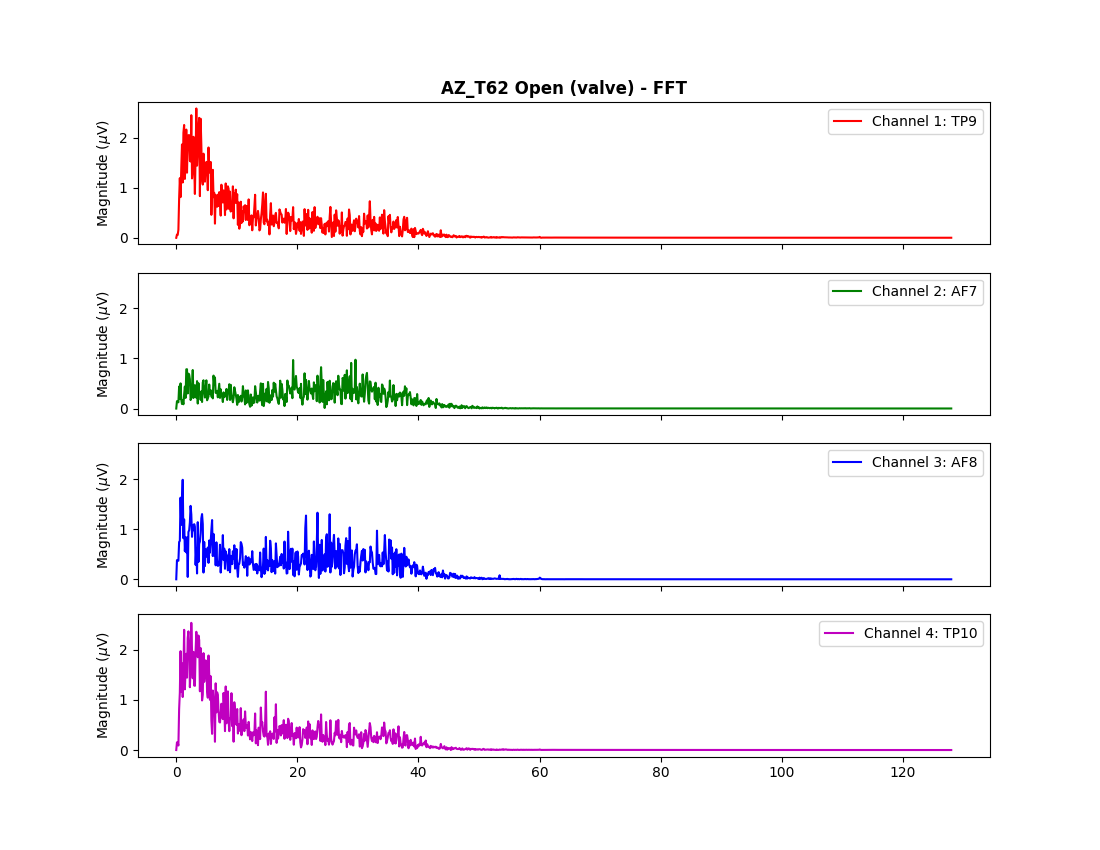 AZ_T62 Open (valve) - FFT
Magnitude (μV)
2
1
0
Channel 1: TP9
Magnitude (μV)
2
1
0
Channel 2: AF7
Magnitude (μV)
2
1
0
Channel 3: AF8
Magnitude (μV)
2
1
0
Channel 4: TP10
0 20 40 60 80 100 120